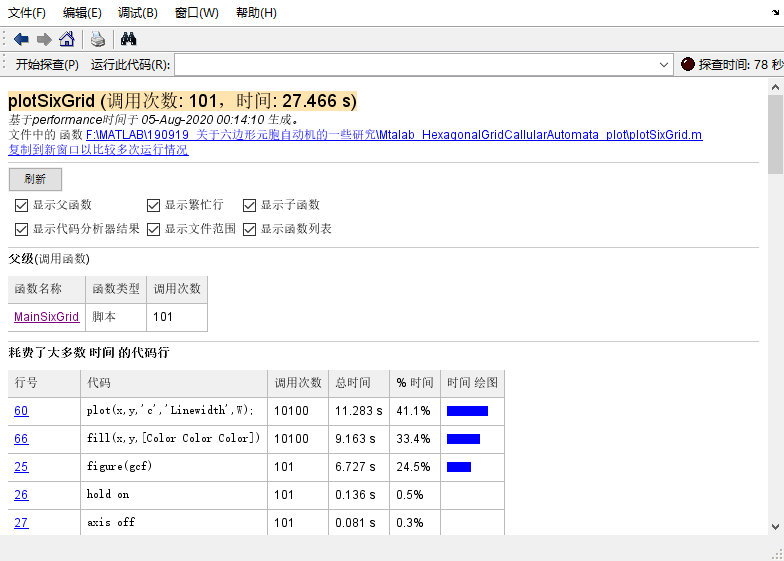 文件(F) 编辑(E) 调试(B) 窗口(W) 帮助(H)
开始探查(P) 运行此代码(R): 探查时间: 78 秒
plotSixGrid (调用次数: 101, 时间: 27.466 s)
基于performance时间于 05-Aug-2020 00:14:10 生成。
文件中的 函数 F:\MATLAB\190919_关于六边形元胞自动机的一些研究\Mtalab_HexagonalGridCallularAutomata_plot\plotSixGrid.m
复制到新窗口以比较多次运行情况
刷新
显示父函数 显示繁忙行 显示子函数
显示代码分析器结果 显示文件范围 显示函数列表
父级(调用函数)
函数名称 函数类型 调用次数
MainSixGrid 脚本 101
耗费了大多数 时间 的代码行
行号 代码 调用次数 总时间 % 时间 时间 绘图
60 plot(x,y,'c','Linewidth',W); 10100 11.283 s 41.1%
66 fill(x,y,[Color Color Color]) 10100 9.163 s 33.4%
25 figure(gcf) 101 6.727 s 24.5%
26 hold on 101 0.136 s 0.5%
27 axis off 101 0.081 s 0.3%